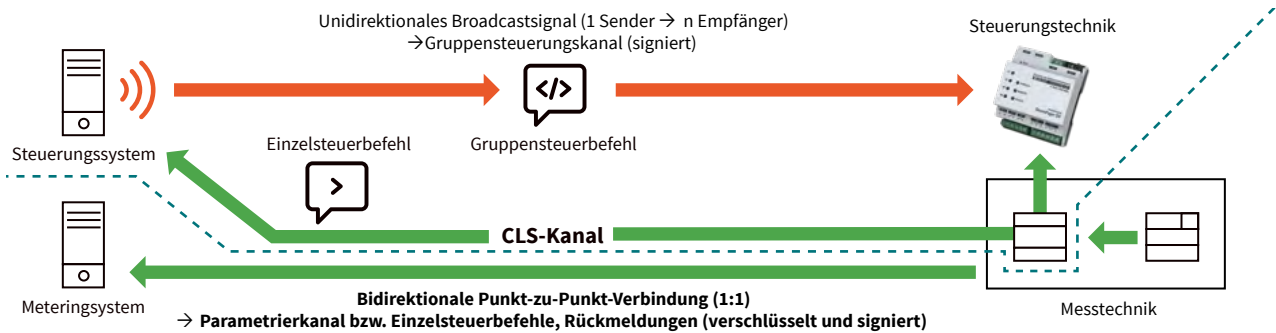 Unidirektionales Broadcastsignal (1 Sender → n Empfänger)
→Gruppensteuerungskanal (signiert)
Steuerungstechnik
</>
Steuerungssystem
Einzelsteuerbefehl
Gruppensteuerbefehl
>
CLS-Kanal
Meteringsystem
Bidirektionale Punkt-zu-Punkt-Verbindung (1:1)
→ Parametrierkanal bzw. Einzelsteuerbefehle, Rückmeldungen (verschlüsselt und signiert)
Messtechnik